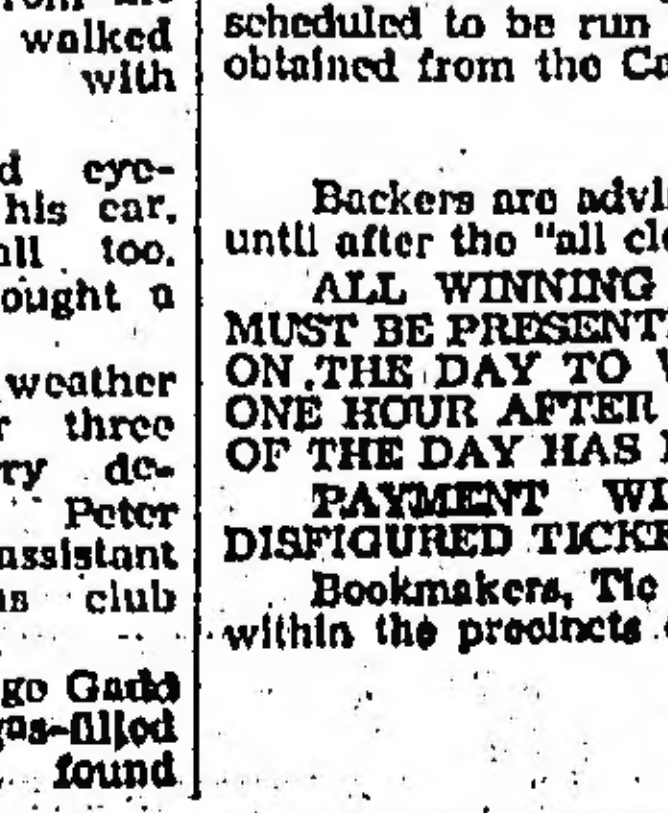 from the
walked
with
d eye-
his car.
all too.
ought a
weather
r three
ry de-
Peter
assistant
ns club
go Gadd
gas-filled
found
scheduled to be run
obtained from the Co
Backers are advi
until after the "all cle
ALL WINNING
MUST BE PRESENT
ON THE DAY TO W
ONE HOUR AFTER
OF THE DAY HAS
PAYMENT WI
DISFIGURED TICKE
Bookmakers, Tic
within the precincts